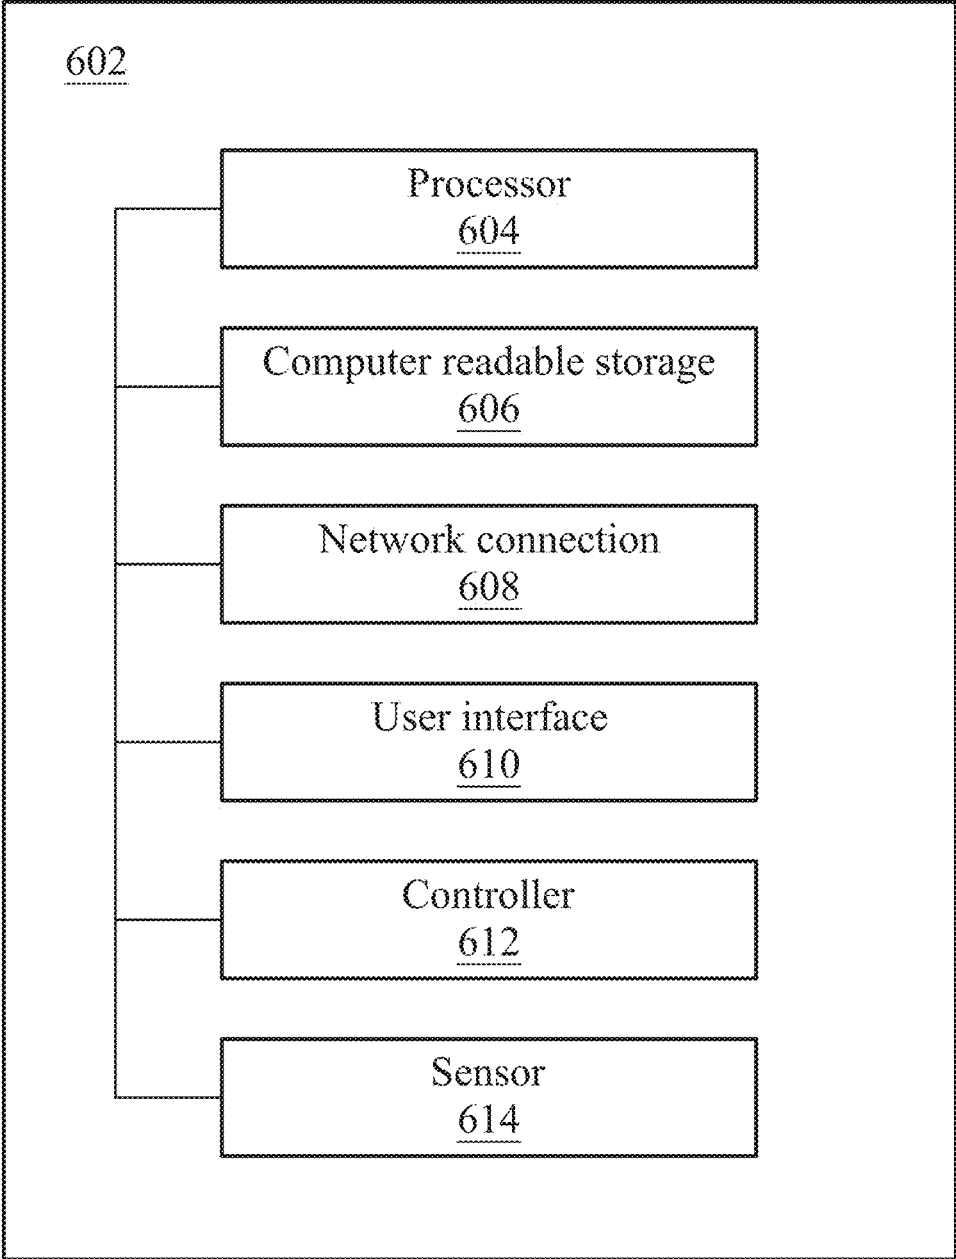 602
Processor
604
Computer readable storage
606
Network connection
608
User interface
610
Controller
612
Sensor
614